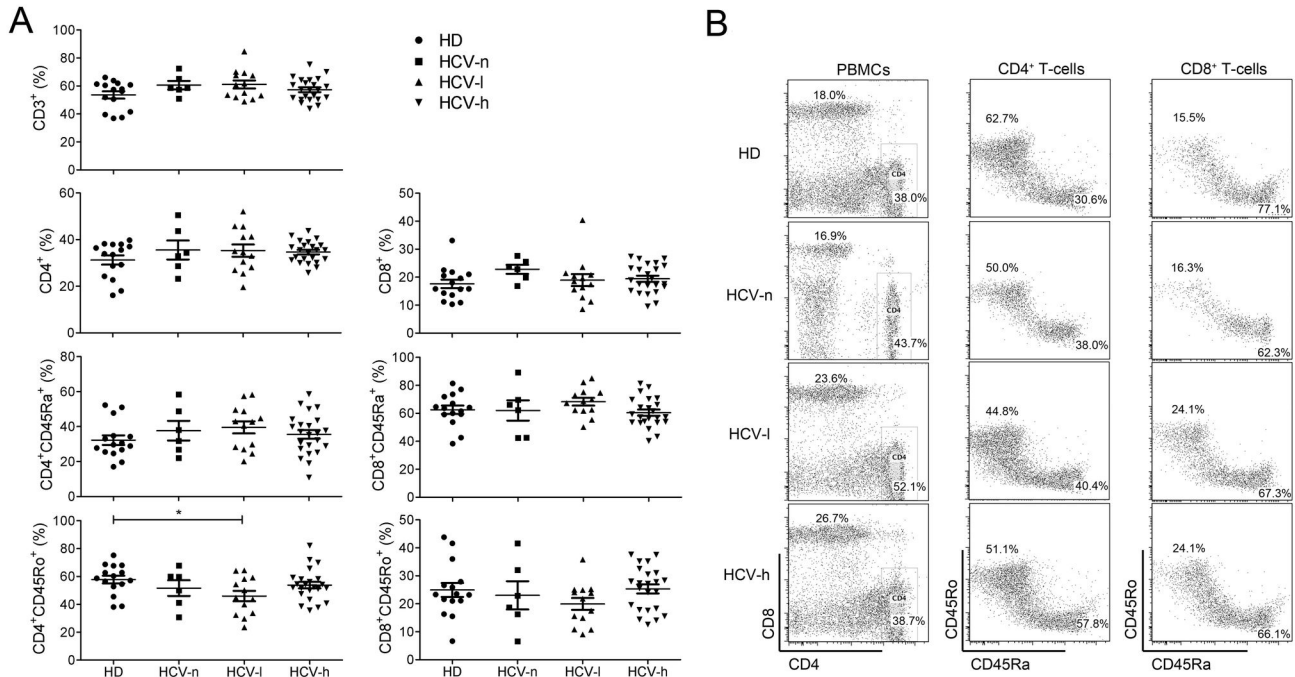 A
B
HD
HCV-n
HCV-l
HCV-h
CD3⁺ (%)
100
80
60
40
20
0
CD4⁺ (%)
60
40
20
0
CD8⁺ (%)
50
40
30
20
10
0
CD4⁺CD45Ra⁺ (%)
80
60
40
20
0
CD8⁺CD45Ra⁺ (%)
100
80
60
40
20
0
CD4⁺CD45Ro⁺ (%)
100
80
60
40
20
0
*
HD HCV-n HCV-l HCV-h
CD8⁺CD45Ro⁺ (%)
50
40
30
20
10
0
HD HCV-n HCV-l HCV-h
PBMCs CD4⁺ T-cells CD8⁺ T-cells
HD
18.0%
CD4
38.0%
62.7%
30.6%
15.5%
77.1%
HCV-n
16.9%
CD4
43.7%
50.0%
38.0%
16.3%
62.3%
HCV-l
23.6%
CD4
52.1%
44.8%
40.4%
24.1%
67.3%
HCV-h
26.7%
CD4
38.7%
51.1%
57.8%
24.1%
66.1%
CD8
CD4
CD45Ro
CD45Ra
CD45Ro
CD45Ra